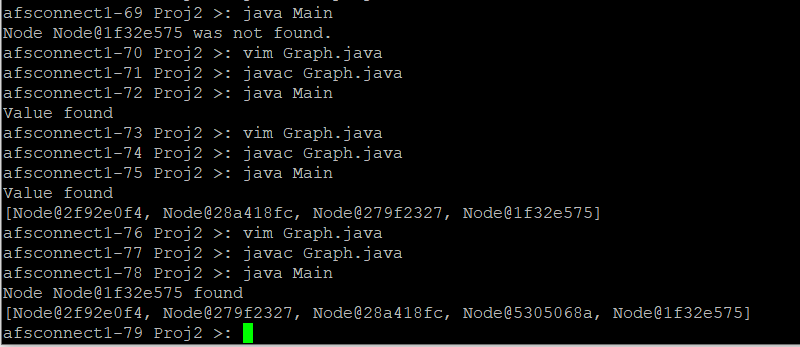 afsconnect1-69 Proj2 >: java Main
Node Node@1f32e575 was not found.
afsconnect1-70 Proj2 >: vim Graph.java
afsconnect1-71 Proj2 >: javac Graph.java
afsconnect1-72 Proj2 >: java Main
Value found
afsconnect1-73 Proj2 >: vim Graph.java
afsconnect1-74 Proj2 >: javac Graph.java
afsconnect1-75 Proj2 >: java Main
Value found
[Node@2f92e0f4, Node@28a418fc, Node@279f2327, Node@1f32e575]
afsconnect1-76 Proj2 >: vim Graph.java
afsconnect1-77 Proj2 >: javac Graph.java
afsconnect1-78 Proj2 >: java Main
Node Node@1f32e575 found
[Node@2f92e0f4, Node@279f2327, Node@28a418fc, Node@5305068a, Node@1f32e575]
afsconnect1-79 Proj2 >: